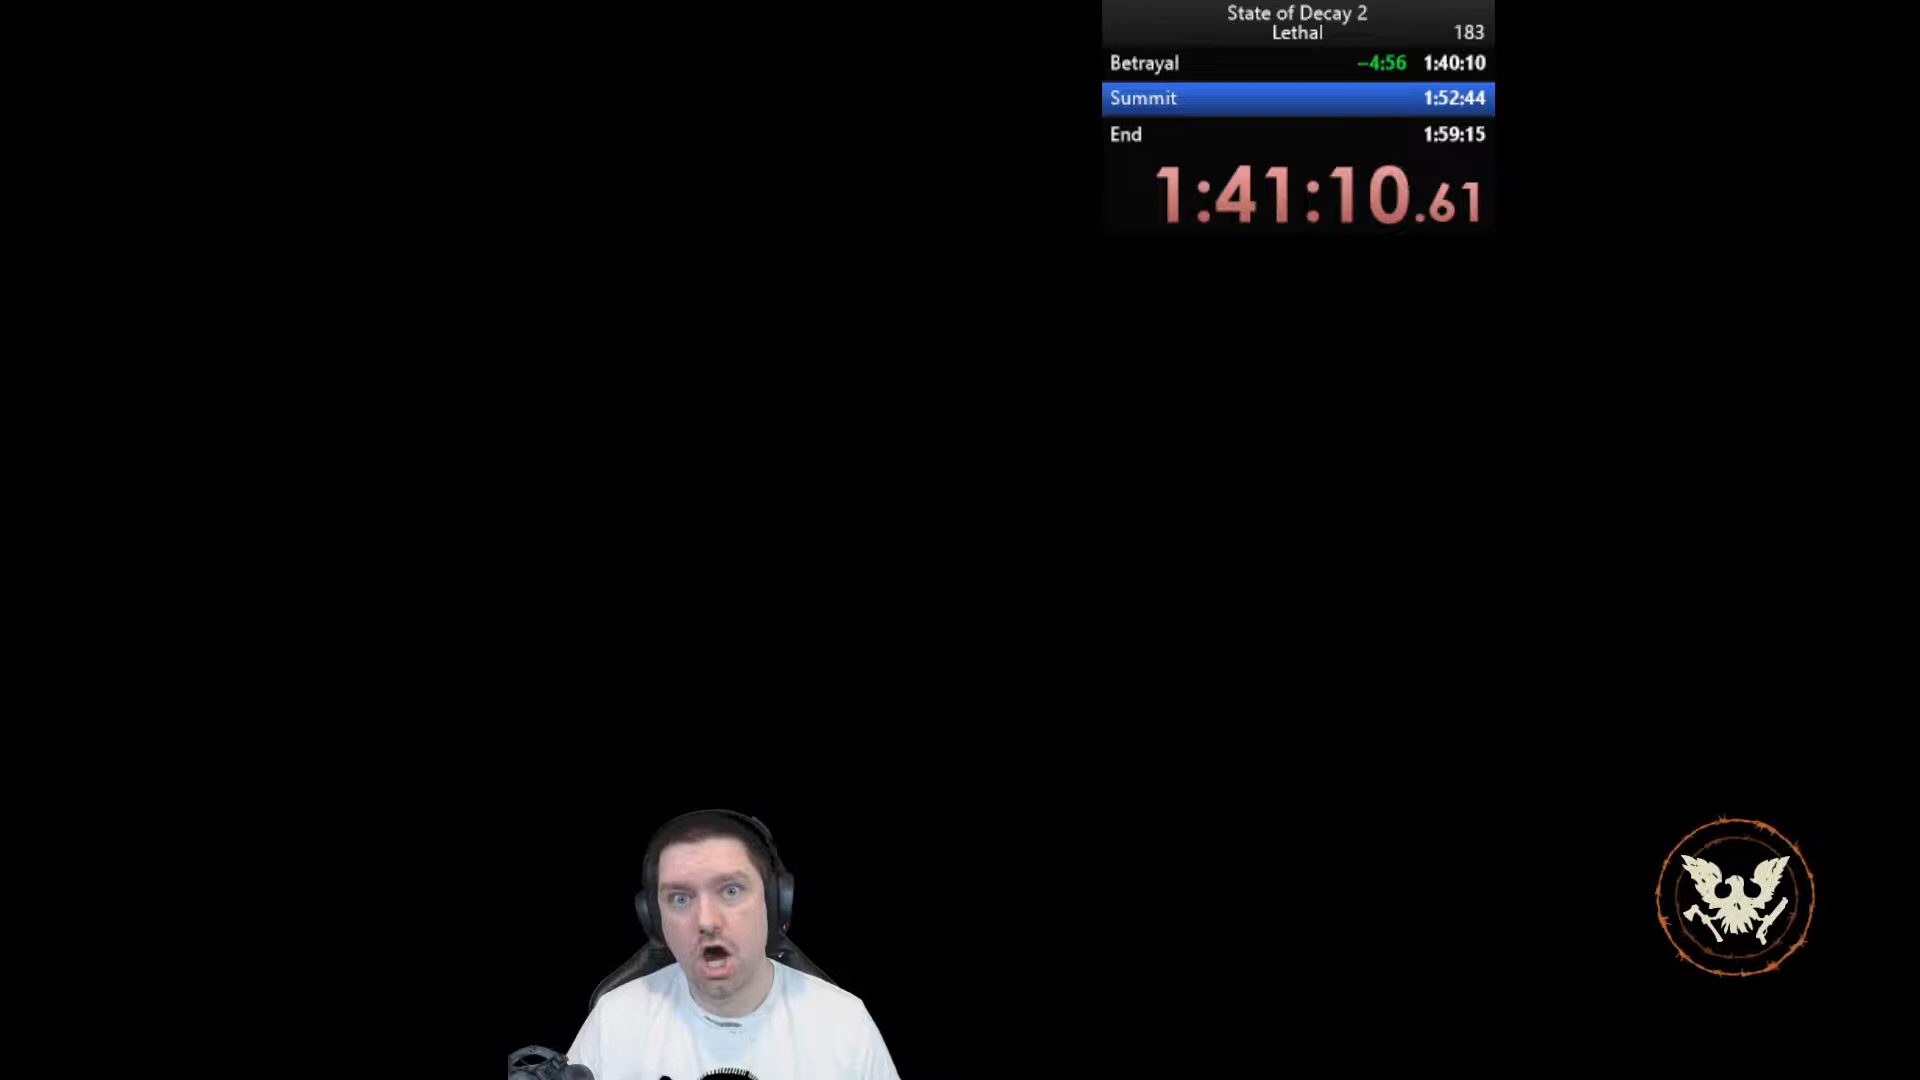 State of Decay 2
Lethal 183
Betrayal −4:56 1:40:10
Summit 1:52:44
End 1:59:15
1:41:10.61